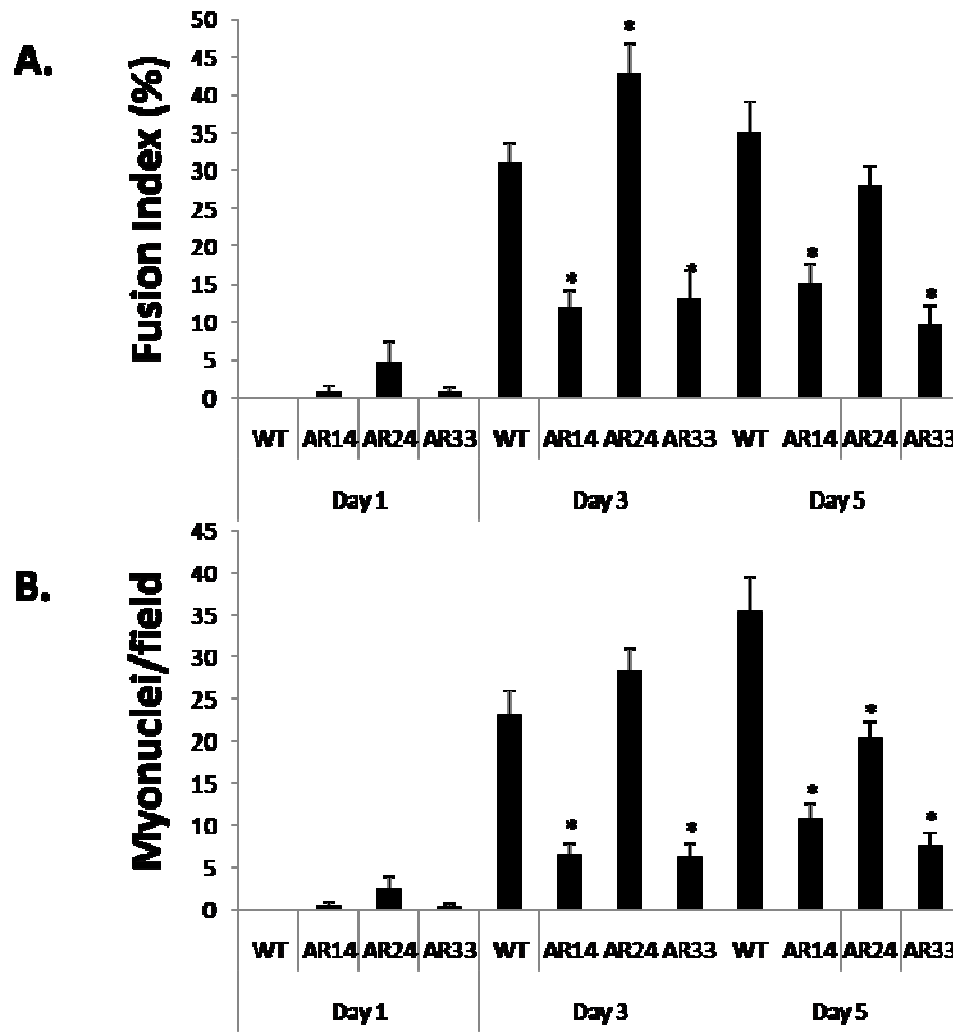 A.
Fusion Index (%)
50
45
40
35
30
25
20
15
10
5
0
* * * * *
WT AR14 AR24 AR33 WT AR14 AR24 AR33 WT AR14 AR24 AR33
Day 1 Day 3 Day 5
B.
Myonuclei/field
45
40
35
30
25
20
15
10
5
0
* * * * *
WT AR14 AR24 AR33 WT AR14 AR24 AR33 WT AR14 AR24 AR33
Day 1 Day 3 Day 5